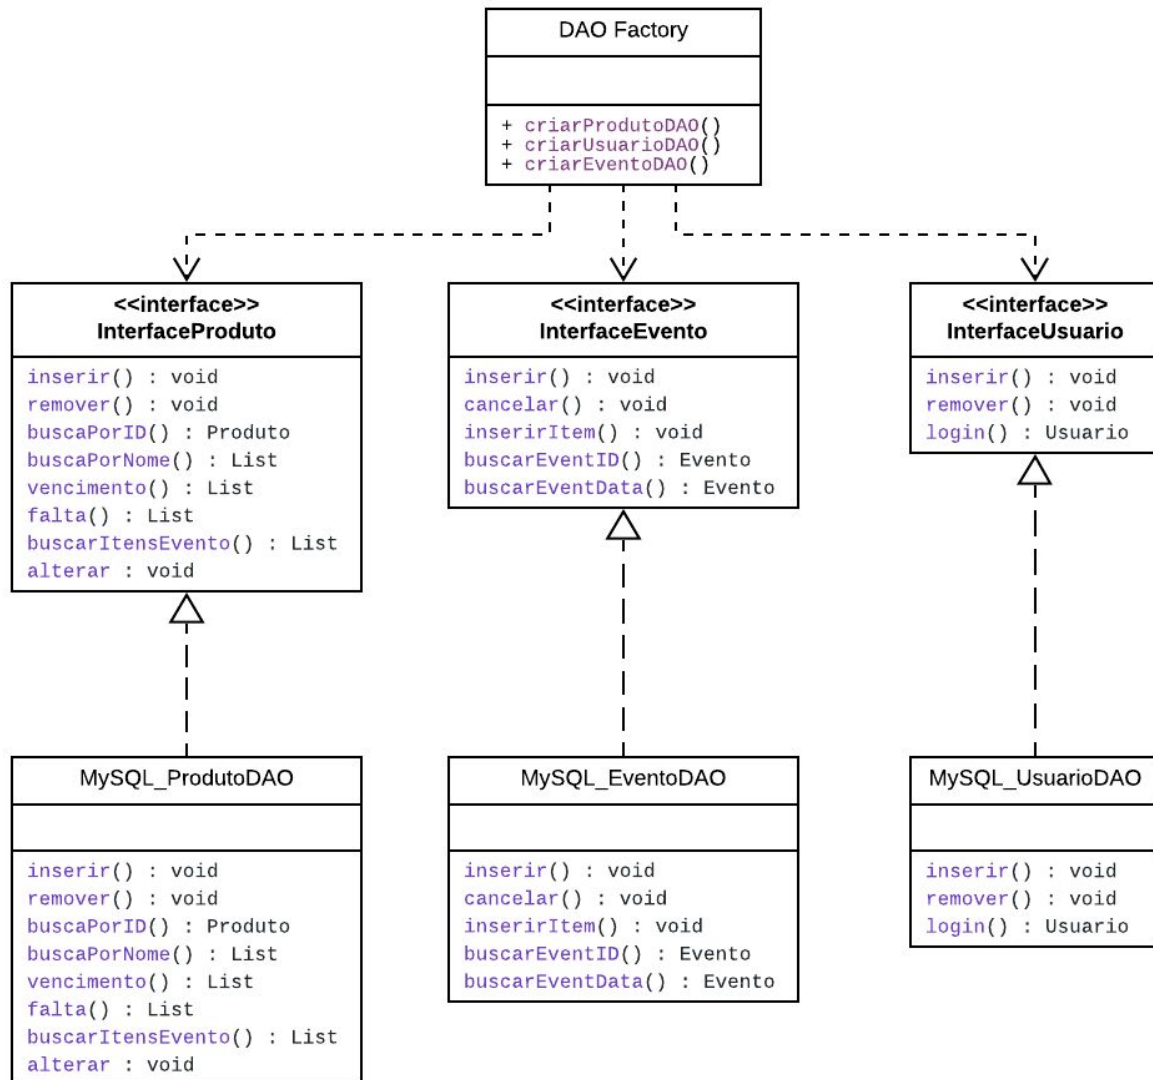 DAO Factory
+ criarProdutoDAO()
+ criarUsuarioDAO()
+ criarEventoDAO()
<<interface>>
InterfaceProduto
inserir() : void
remover() : void
buscaPorID() : Produto
buscaPorNome() : List
vencimento() : List
falta() : List
buscarItensEvento() : List
alterar : void
<<interface>>
InterfaceEvento
inserir() : void
cancelar() : void
inserirItem() : void
buscarEventID() : Evento
buscarEventData() : Evento
<<interface>>
InterfaceUsuario
inserir() : void
remover() : void
login() : Usuario
MySQL_ProdutoDAO
inserir() : void
remover() : void
buscaPorID() : Produto
buscaPorNome() : List
vencimento() : List
falta() : List
buscarItensEvento() : List
alterar : void
MySQL_EventoDAO
inserir() : void
cancelar() : void
inserirItem() : void
buscarEventID() : Evento
buscarEventData() : Evento
MySQL_UsuarioDAO
inserir() : void
remover() : void
login() : Usuario